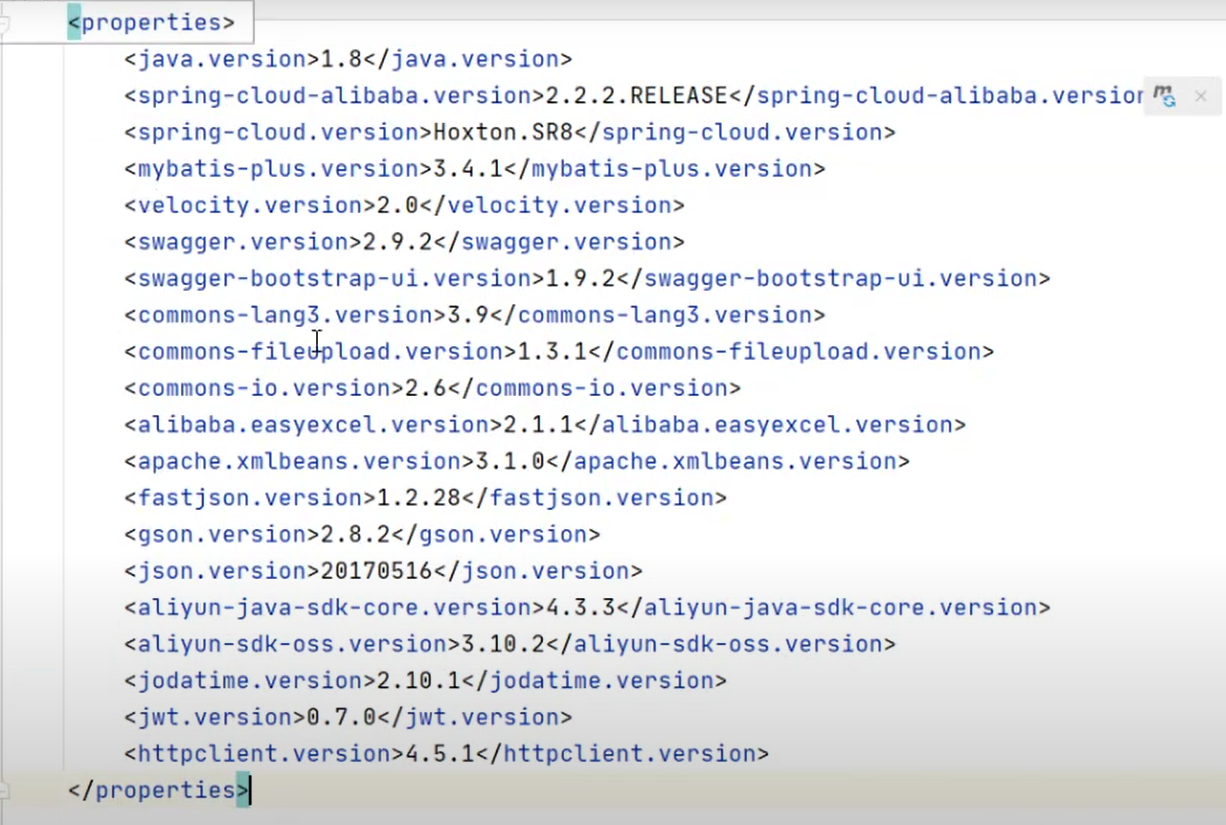 <properties>
<java.version>1.8</java.version>
<spring-cloud-alibaba.version>2.2.2.RELEASE</spring-cloud-alibaba.version
<spring-cloud.version>Hoxton.SR8</spring-cloud.version>
<mybatis-plus.version>3.4.1</mybatis-plus.version>
<velocity.version>2.0</velocity.version>
<swagger.version>2.9.2</swagger.version>
<swagger-bootstrap-ui.version>1.9.2</swagger-bootstrap-ui.version>
<commons-lang3.version>3.9</commons-lang3.version>
<commons-fileupload.version>1.3.1</commons-fileupload.version>
<commons-io.version>2.6</commons-io.version>
<alibaba.easyexcel.version>2.1.1</alibaba.easyexcel.version>
<apache.xmlbeans.version>3.1.0</apache.xmlbeans.version>
<fastjson.version>1.2.28</fastjson.version>
<gson.version>2.8.2</gson.version>
<json.version>20170516</json.version>
<aliyun-java-sdk-core.version>4.3.3</aliyun-java-sdk-core.version>
<aliyun-sdk-oss.version>3.10.2</aliyun-sdk-oss.version>
<jodatime.version>2.10.1</jodatime.version>
<jwt.version>0.7.0</jwt.version>
<httpclient.version>4.5.1</httpclient.version>
</properties>